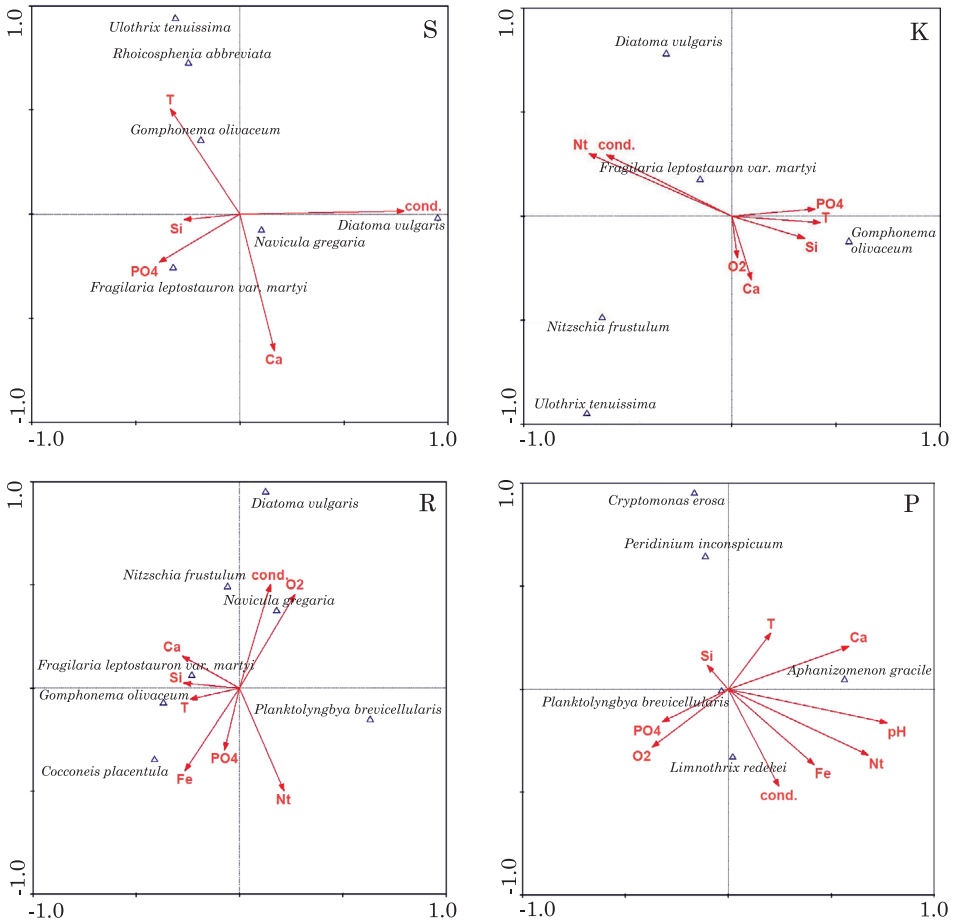 1.0
S
Ulothrix tenuissima
Rhoicosphenia abbreviata
T
Gomphonema olivaceum
cond.
Diatoma vulgaris
Si
Navicula gregaria
PO4
Fragilaria leptostauron var. martyi
Ca
-1.0
-1.0
1.0
1.0
K
Diatoma vulgaris
Nt cond.
Fragilaria leptostauron var. martyi
PO4
T
Gomphonema
olivaceum
Si
O2
Ca
Nitzschia frustulum
Ulothrix tenuissima
-1.0
-1.0
1.0
1.0
R
Diatoma vulgaris
Nitzschia frustulum
cond.
O2
Navicula gregaria
Ca
Fragilaria leptostauron var. martyi
Si
Gomphonema olivaceum
T
Planktolyngbya brevicellularis
PO4
Cocconeis placentula
Fe
Nt
-1.0
-1.0
1.0
1.0
P
Cryptomonas erosa
Peridinium inconspicuum
T
Ca
Si
Aphanizomenon gracile
Planktolyngbya brevicellularis
PO4
pH
O2
Nt
Limnothrix redekei
Fe
cond.
-1.0
-1.0
1.0